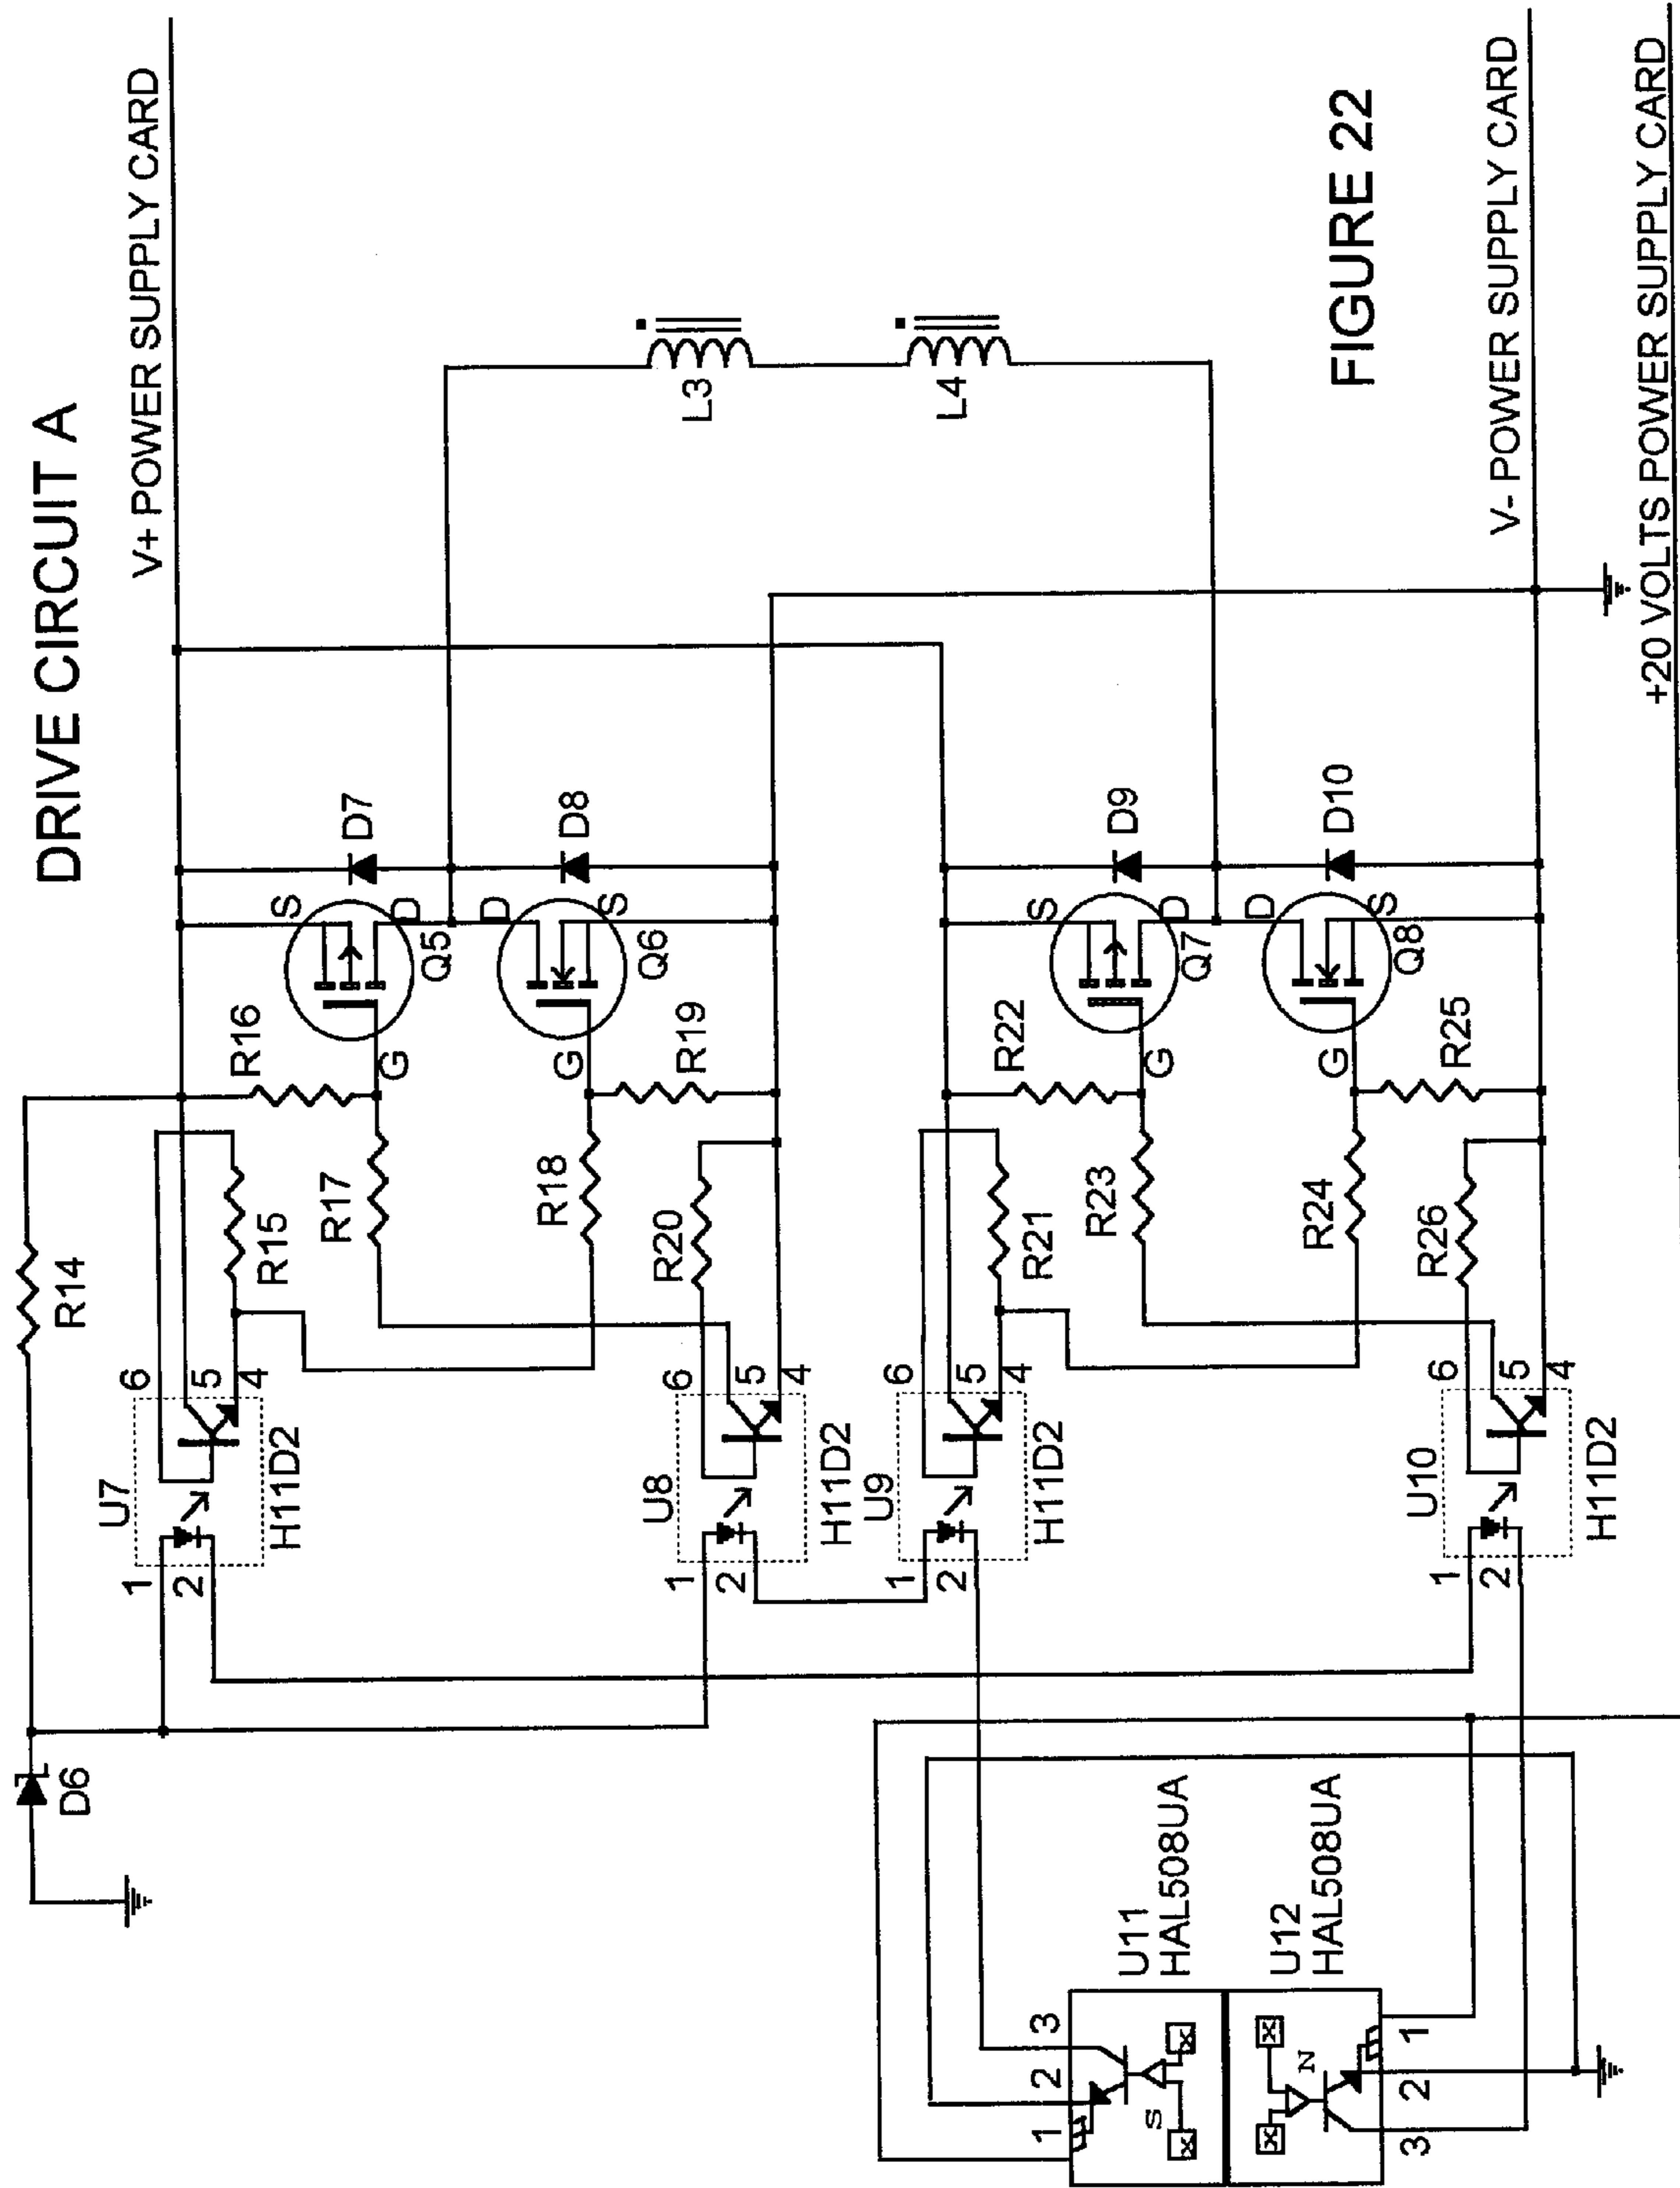 DRIVE CIRCUIT A
V+ POWER SUPPLY CARD
R14
D6
U7
1
2
6
5
4
H11D2
R15
R16
R17
G
S
D
Q5
D7
R18
G
D
S
Q6
D8
R19
R20
U8
1
2
6
5
4
H11D2
L3
L4
U9
1
2
6
5
4
H11D2
R21
R22
R23
G
S
D
Q7
D9
R24
G
D
S
Q8
D10
R25
R26
U10
1
2
6
5
4
H11D2
1
2
3
S
U11
HAL508UA
U12
HAL508UA
N
3
2
1
FIGURE 22
V- POWER SUPPLY CARD
+20 VOLTS POWER SUPPLY CARD